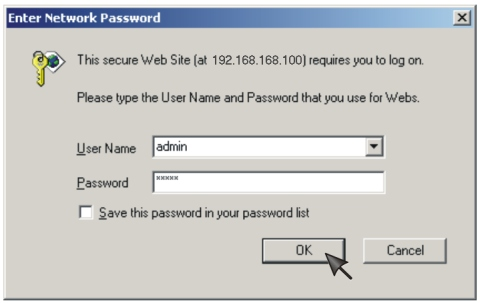 Enter Network Password
This secure Web Site (at 192.168.168.100) requires you to log on.
Please type the User Name and Password that you use for Webs.
User Name admin
Password xxxxx
Save this password in your password list
OK Cancel